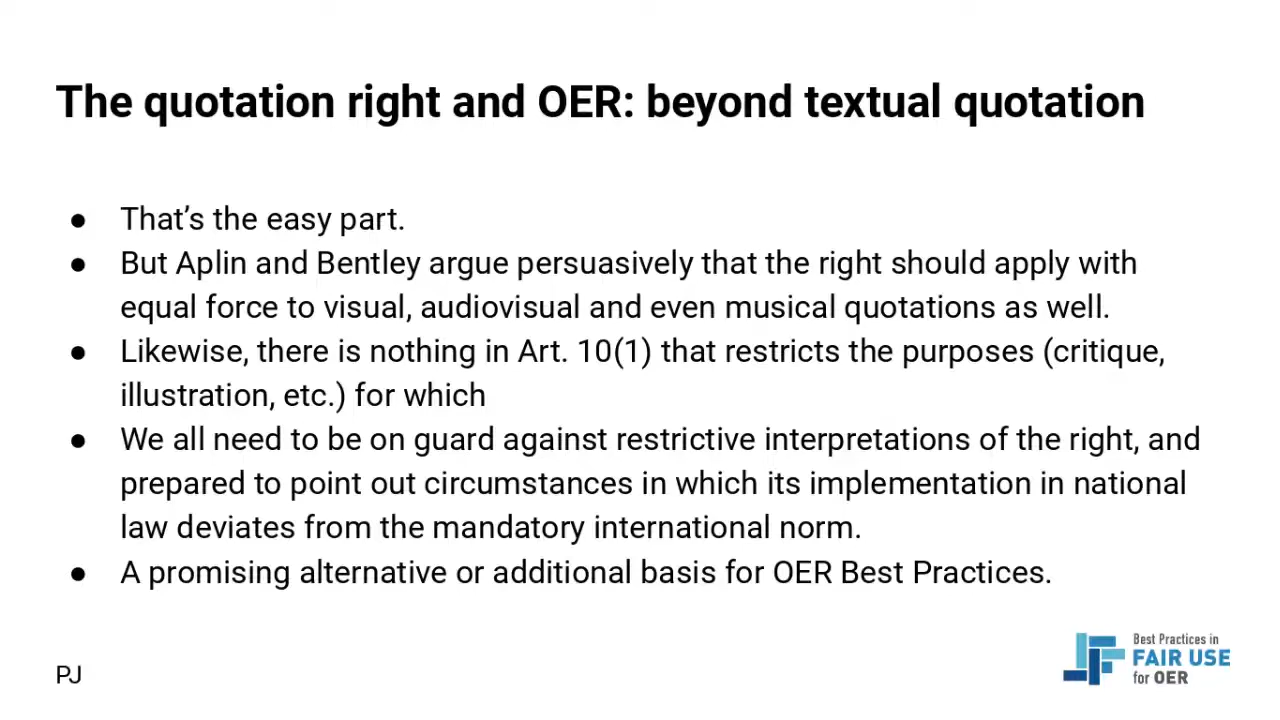 The quotation right and OER: beyond textual quotation
● That’s the easy part.
● But Aplin and Bentley argue persuasively that the right should apply with
equal force to visual, audiovisual and even musical quotations as well.
● Likewise, there is nothing in Art. 10(1) that restricts the purposes (critique,
illustration, etc.) for which
● We all need to be on guard against restrictive interpretations of the right, and
prepared to point out circumstances in which its implementation in national
law deviates from the mandatory international norm.
● A promising alternative or additional basis for OER Best Practices.
PJ
Best Practices in
FAIR USE
for OER